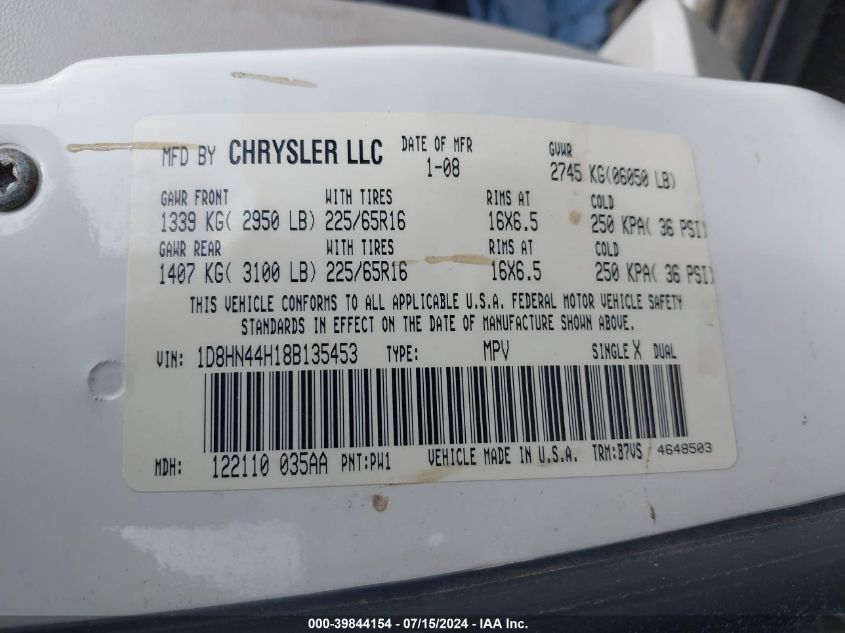 MFD BY CHRYSLER LLC DATE OF MFR GVWR
1-08 2745 KG(06050 LB)
GAWR FRONT WITH TIRES RIMS AT COLD
1339 KG( 2950 LB) 225/65R16 16X6.5 250 KPA( 36 PSI)
GAWR REAR WITH TIRES RIMS AT COLD
1407 KG( 3100 LB) 225/65R16 16X6.5 250 KPA( 36 PSI)
THIS VEHICLE CONFORMS TO ALL APPLICABLE U.S.A. FEDERAL MOTOR VEHICLE SAFETY
STANDARDS IN EFFECT ON THE DATE OF MANUFACTURE SHOWN ABOVE.
VIN: 1D8HN44H18B135453 TYPE: MPV SINGLE X DUAL
MDH: 122110 035AA PNT:PW1 VEHICLE MADE IN U.S.A. TRM:B7VS 4648503
000-39844154 - 07/15/2024 - IAA Inc.